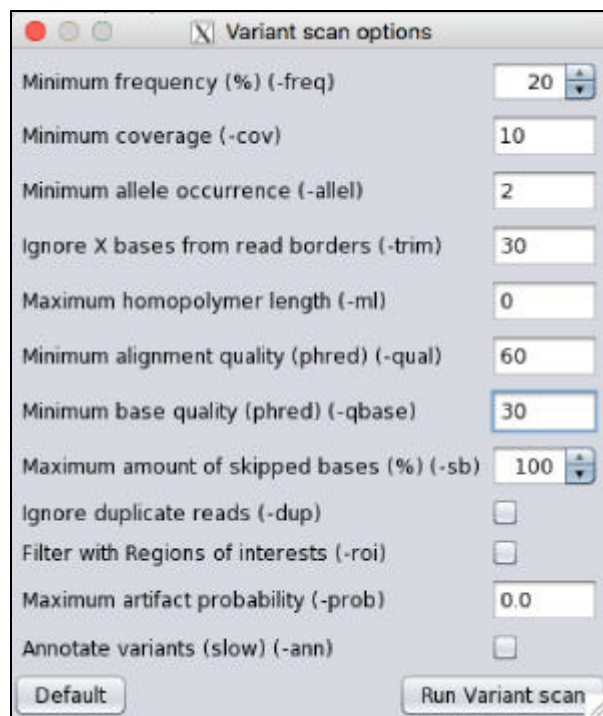 Variant scan options
Minimum frequency (%) (-freq) 20
Minimum coverage (-cov) 10
Minimum allele occurrence (-allel) 2
Ignore X bases from read borders (-trim) 30
Maximum homopolymer length (-ml) 0
Minimum alignment quality (phred) (-qual) 60
Minimum base quality (phred) (-qbase) 30
Maximum amount of skipped bases (%) (-sb) 100
Ignore duplicate reads (-dup)
Filter with Regions of interests (-roi)
Maximum artifact probability (-prob) 0.0
Annotate variants (slow) (-ann)
Default Run Variant scan